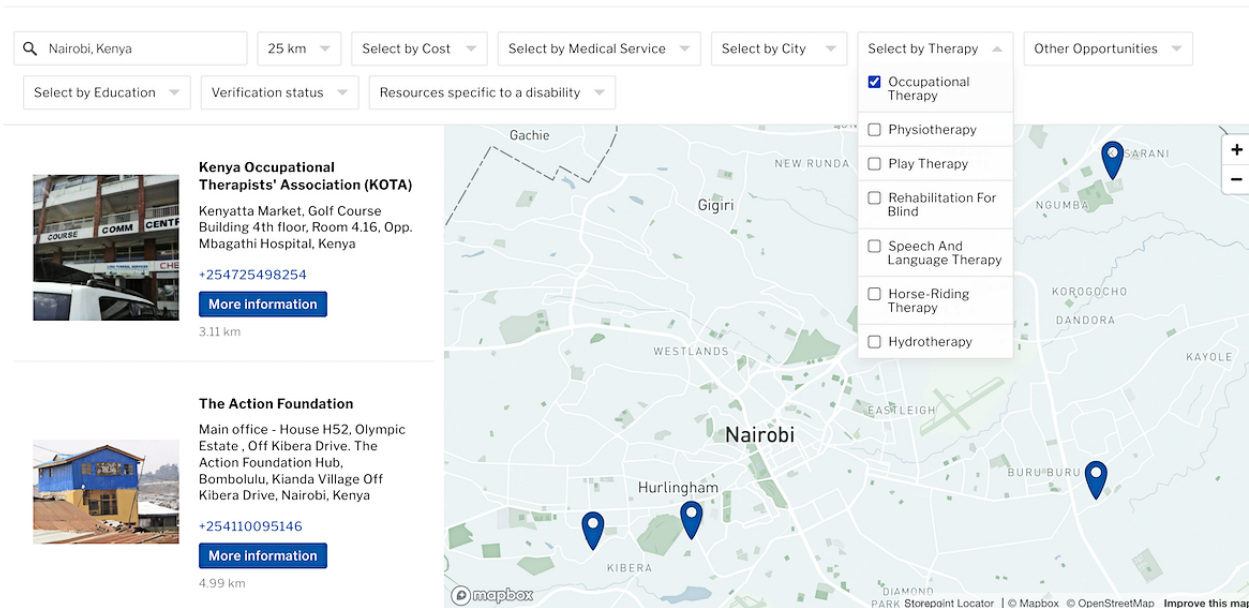 Nairobi, Kenya
25 km
Select by Cost
Select by Medical Service
Select by City
Select by Therapy
Other Opportunities
Select by Education
Verification status
Resources specific to a disability
Occupational
Therapy
Physiotherapy
Play Therapy
Rehabilitation For
Blind
Speech And
Language Therapy
Horse-Riding
Therapy
Hydrotherapy
Kenya Occupational
Therapists' Association (KOTA)
Kenyatta Market, Golf Course
Building 4th floor, Room 4.16, Opp.
Mbagathi Hospital, Kenya
+254725498254
More information
3.11 km
COURSE COMM CENTR
CHE
The Action Foundation
Main office - House H52, Olympic
Estate , Off Kibera Drive. The
Action Foundation Hub,
Bombolulu, Kianda Village Off
Kibera Drive, Nairobi, Kenya
+254110095146
More information
4.99 km
Gachie
NEW RUNDA
SARANI
+
−
Gigiri
NGUMBA
KOROGOCHO
DANDORA
WESTLANDS
KAYOLE
EASTLEIGH
Nairobi
BURU BURU
Hurlingham
KIBERA
DIAMOND
PARK
mapbox
Storepoint Locator | © Mapbox © OpenStreetMap Improve this map